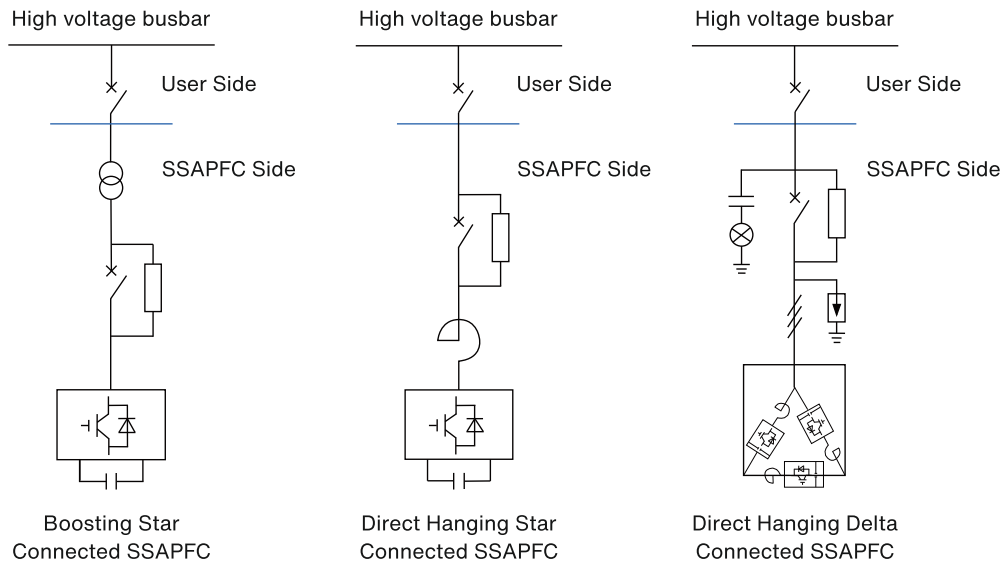 High voltage busbar
User Side
SSAPFC Side
Boosting Star
Connected SSAPFC
High voltage busbar
User Side
SSAPFC Side
Direct Hanging Star
Connected SSAPFC
High voltage busbar
User Side
SSAPFC Side
Direct Hanging Delta
Connected SSAPFC